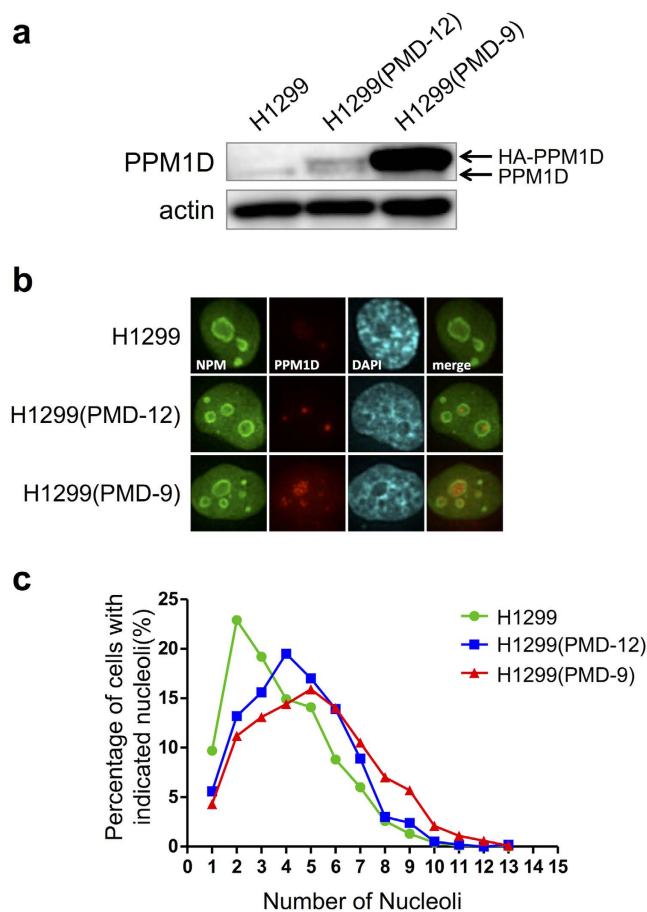 a
H1299
H1299(PMD-12)
H1299(PMD-9)
PPM1D
HA-PPM1D
PPM1D
actin
b
H1299
NPM
PPM1D
DAPI
merge
H1299(PMD-12)
H1299(PMD-9)
c
Percentage of cells with
indicated nucleoli(%)
25
20
15
10
5
0
0 1 2 3 4 5 6 7 8 9 10 11 12 13 14 15
Number of Nucleoli
H1299
H1299(PMD-12)
H1299(PMD-9)